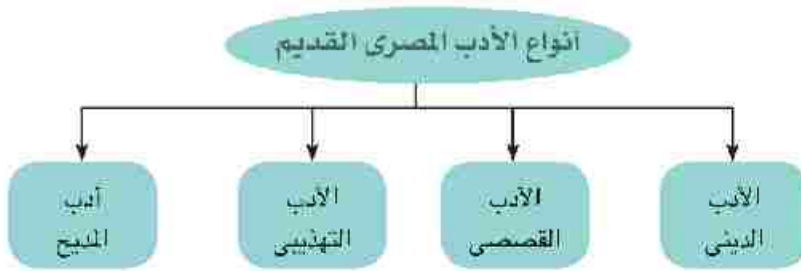 أنواع الأدب المصرى القديم
الأدب
الدينى
الأدب
القصصى
الأدب
التهذيبى
أدب
المديح